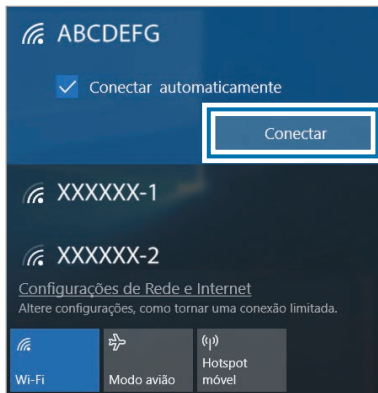 ABCDEFG
Conectar automaticamente
Conectar
XXXXXX-1
XXXXXX-2
Configurações de Rede e Internet
Altere configurações, como tornar uma conexão limitada.
Wi-Fi
Modo avião
Hotspot
móvel